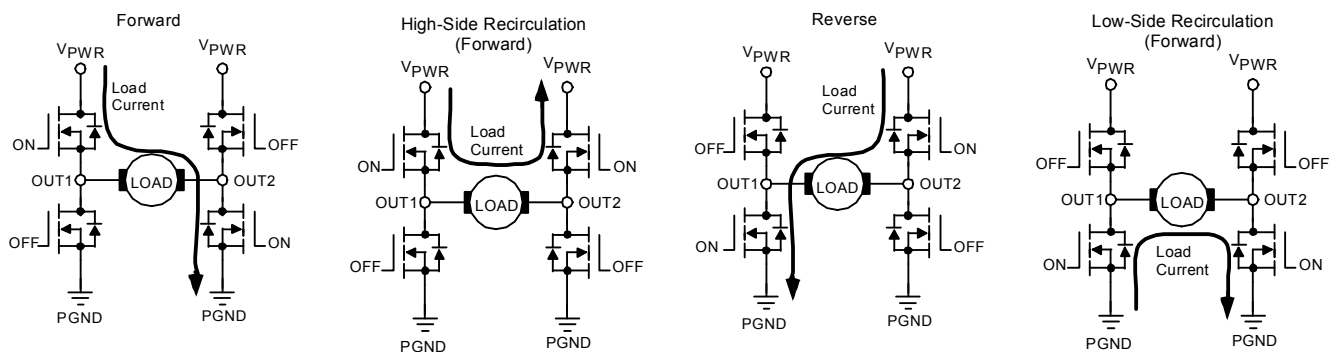 Forward
VPWR
VPWR
Load
Current
ON
OFF
OUT1
LOAD
OUT2
OFF
ON
PGND
PGND
High-Side Recirculation
(Forward)
VPWR
VPWR
Load
Current
ON
ON
OUT1
LOAD
OUT2
OFF
OFF
PGND
PGND
Reverse
VPWR
VPWR
Load
Current
OFF
ON
OUT1
LOAD
OUT2
ON
OFF
PGND
PGND
Low-Side Recirculation
(Forward)
VPWR
VPWR
OFF
OFF
OUT1
LOAD
OUT2
ON
Load
Current
ON
PGND
PGND